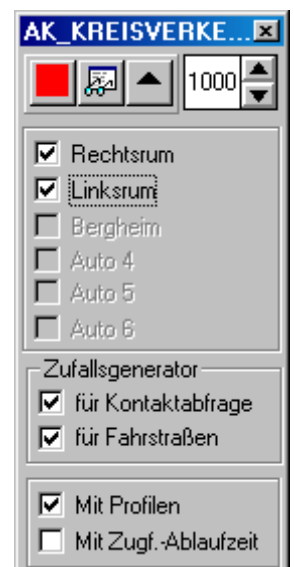 AK_KREISVERKE...
1000
Rechtsrum
Linksrum
Bergheim
Auto 4
Auto 5
Auto 6
Zufallsgenerator
für Kontaktabfrage
für Fahrstraßen
Mit Profilen
Mit Zugf.-Ablaufzeit